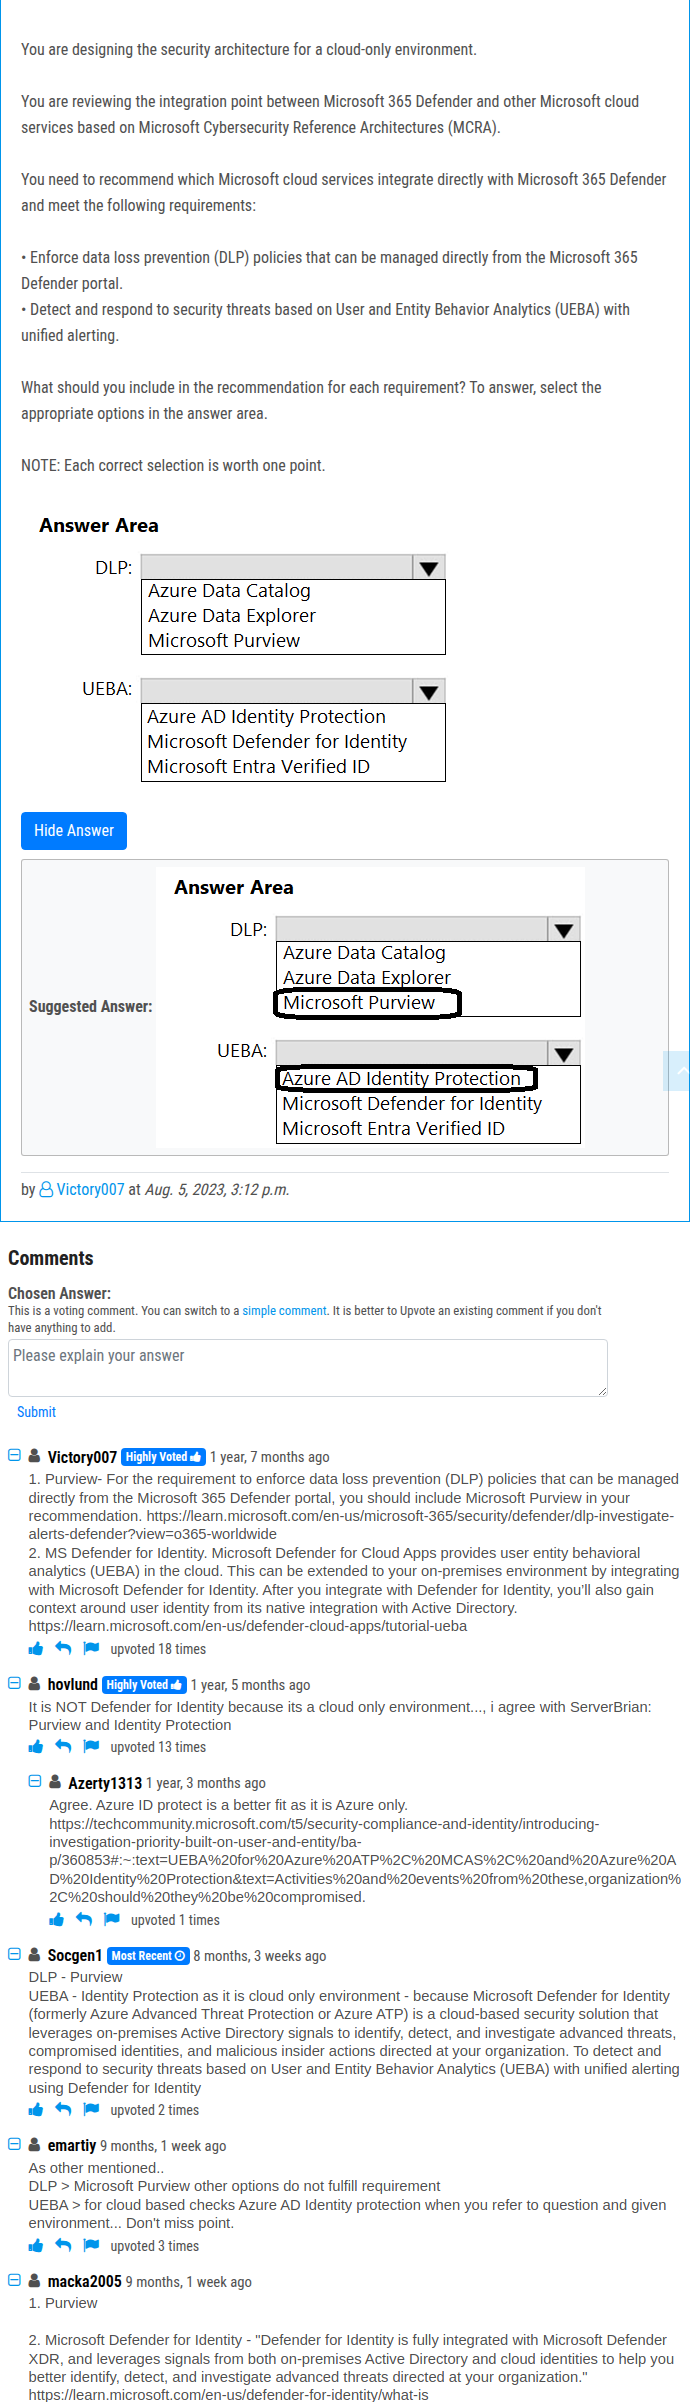 You are designing the security architecture for a cloud-only environment.
You are reviewing the integration point between Microsoft 365 Defender and other Microsoft cloud
services based on Microsoft Cybersecurity Reference Architectures (MCRA).
You need to recommend which Microsoft cloud services integrate directly with Microsoft 365 Defender
and meet the following requirements:
• Enforce data loss prevention (DLP) policies that can be managed directly from the Microsoft 365
Defender portal.
• Detect and respond to security threats based on User and Entity Behavior Analytics (UEBA) with
unified alerting.
What should you include in the recommendation for each requirement? To answer, select the
appropriate options in the answer area.
NOTE: Each correct selection is worth one point.
Answer Area
DLP:
Azure Data Catalog
Azure Data Explorer
Microsoft Purview
UEBA:
Azure AD Identity Protection
Microsoft Defender for Identity
Microsoft Entra Verified ID
Hide Answer
Suggested Answer:
Answer Area
DLP:
Azure Data Catalog
Azure Data Explorer
Microsoft Purview
UEBA:
Azure AD Identity Protection
Microsoft Defender for Identity
Microsoft Entra Verified ID
by Victory007 at Aug. 5, 2023, 3:12 p.m.
Comments
Chosen Answer:
This is a voting comment. You can switch to a simple comment. It is better to Upvote an existing comment if you don't
have anything to add.
Please explain your answer
Submit
Victory007 Highly Voted 1 year, 7 months ago
1. Purview- For the requirement to enforce data loss prevention (DLP) policies that can be managed
directly from the Microsoft 365 Defender portal, you should include Microsoft Purview in your
recommendation. https://learn.microsoft.com/en-us/microsoft-365/security/defender/dlp-investigate-
alerts-defender?view=o365-worldwide
2. MS Defender for Identity. Microsoft Defender for Cloud Apps provides user entity behavioral
analytics (UEBA) in the cloud. This can be extended to your on-premises environment by integrating
with Microsoft Defender for Identity. After you integrate with Defender for Identity, you’ll also gain
context around user identity from its native integration with Active Directory.
https://learn.microsoft.com/en-us/defender-cloud-apps/tutorial-ueba
upvoted 18 times
hovlund Highly Voted 1 year, 5 months ago
It is NOT Defender for Identity because its a cloud only environment..., i agree with ServerBrian:
Purview and Identity Protection
upvoted 13 times
Azerty1313 1 year, 3 months ago
Agree. Azure ID protect is a better fit as it is Azure only.
https://techcommunity.microsoft.com/t5/security-compliance-and-identity/introducing-
investigation-priority-built-on-user-and-entity/ba-
p/360853#:~:text=UEBA%20for%20Azure%20ATP%2C%20MCAS%2C%20and%20Azure%20A
D%20Identity%20Protection&text=Activities%20and%20events%20from%20these,organization%
2C%20should%20they%20be%20compromised.
upvoted 1 times
Socgen1 Most Recent 8 months, 3 weeks ago
DLP - Purview
UEBA - Identity Protection as it is cloud only environment - because Microsoft Defender for Identity
(formerly Azure Advanced Threat Protection or Azure ATP) is a cloud-based security solution that
leverages on-premises Active Directory signals to identify, detect, and investigate advanced threats,
compromised identities, and malicious insider actions directed at your organization. To detect and
respond to security threats based on User and Entity Behavior Analytics (UEBA) with unified alerting
using Defender for Identity
upvoted 2 times
emartiy 9 months, 1 week ago
As other mentioned..
DLP > Microsoft Purview other options do not fulfill requirement
UEBA > for cloud based checks Azure AD Identity protection when you refer to question and given
environment... Don't miss point.
upvoted 3 times
macka2005 9 months, 1 week ago
1. Purview
2. Microsoft Defender for Identity - "Defender for Identity is fully integrated with Microsoft Defender
XDR, and leverages signals from both on-premises Active Directory and cloud identities to help you
better identify, detect, and investigate advanced threats directed at your organization."
https://learn.microsoft.com/en-us/defender-for-identity/what-is